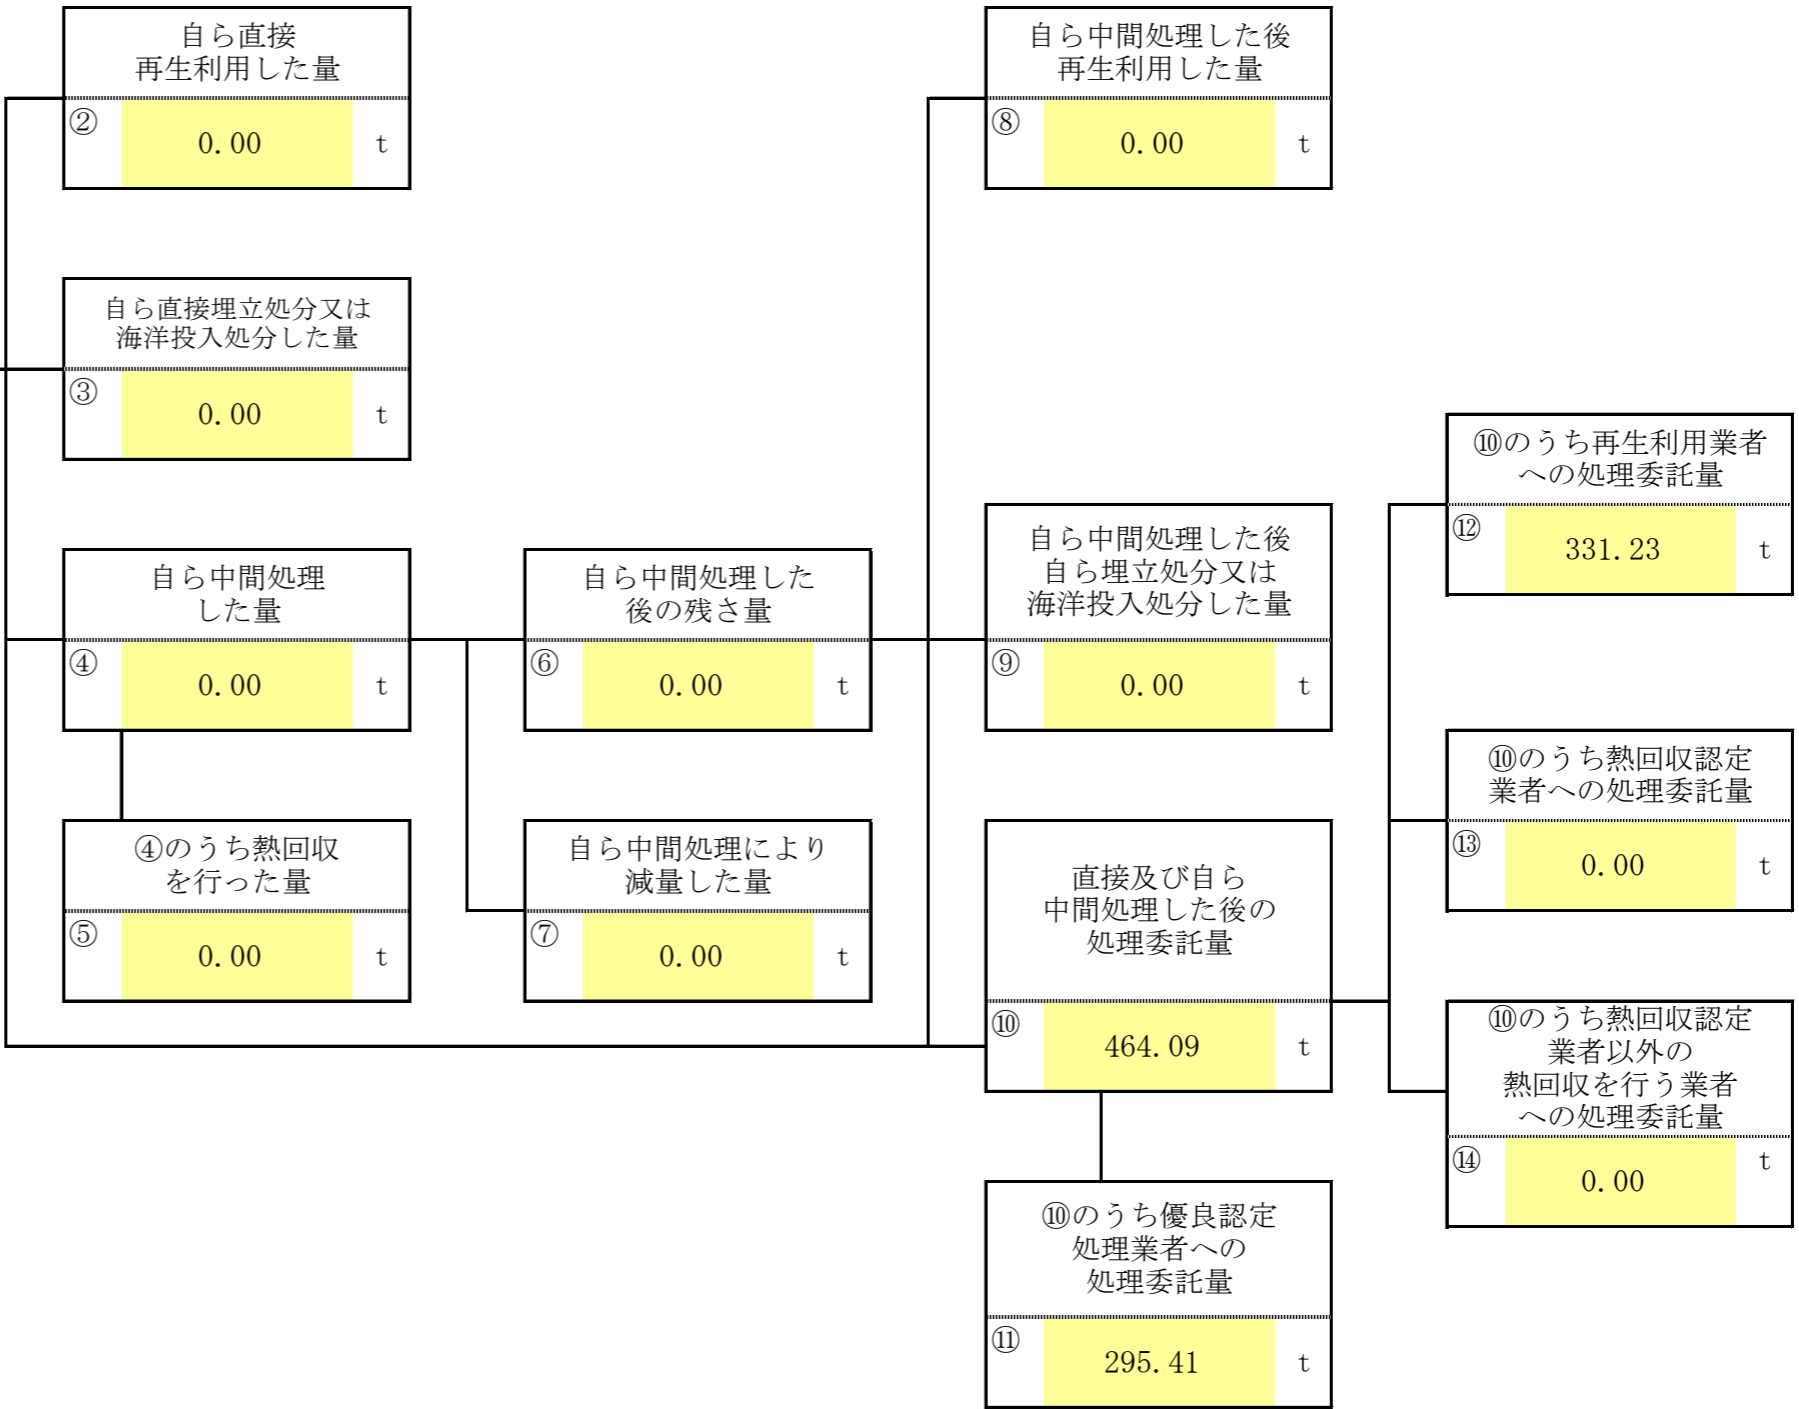 自ら直接
再生利用した量
② 0.00 t
自ら中間処理した後
再生利用した量
⑧ 0.00 t
自ら直接埋立処分又は
海洋投入処分した量
③ 0.00 t
⑩のうち再生利用業者
への処理委託量
⑫ 331.23 t
自ら中間処理
した量
④ 0.00 t
自ら中間処理した
後の残さ量
⑥ 0.00 t
自ら中間処理した後
自ら埋立処分又は
海洋投入処分した量
⑨ 0.00 t
⑩のうち熱回収認定
業者への処理委託量
⑬ 0.00 t
④のうち熱回収
を行った量
⑤ 0.00 t
自ら中間処理により
減量した量
⑦ 0.00 t
直接及び自ら
中間処理した後の
処理委託量
⑩ 464.09 t
⑩のうち熱回収認定
業者以外の
熱回収を行う業者
への処理委託量
⑭ 0.00 t
⑩のうち優良認定
処理業者への
処理委託量
⑪ 295.41 t